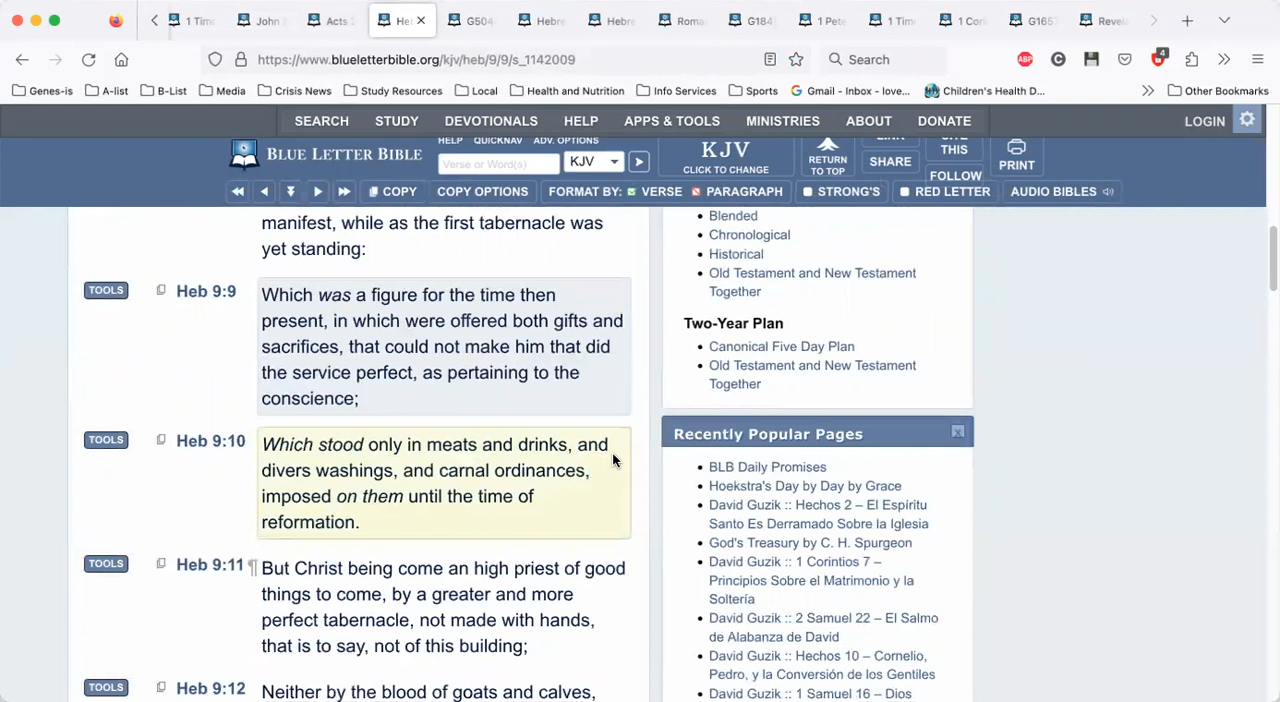 1 Time
John
Acts 2
He
G504
Hebre
Hebre
Roma
G184
1 Pete
1 Time
1 Cori
G165
Revela
https://www.blueletterbible.org/kjv/heb/9/9/s_1142009
Search
ABP
C
4
Genes-is
A-list
B-List
Media
Crisis News
Study Resources
Local
Health and Nutrition
Info Services
Sports
Gmail - Inbox - love...
Children's Health D...
Other Bookmarks
SEARCH
STUDY
DEVOTIONALS
HELP
APPS & TOOLS
MINISTRIES
ABOUT
DONATE
LOGIN
BLUE LETTER BIBLE
HELP QUICKNAV ADV. OPTIONS
Verse or Word(s)
KJV
KJV
CLICK TO CHANGE
RETURN
TO TOP
LINK
SHARE
CITE
THIS
FOLLOW
PRINT
COPY
COPY OPTIONS
FORMAT BY: VERSE PARAGRAPH
STRONG'S
RED LETTER
AUDIO BIBLES
manifest, while as the first tabernacle was
yet standing:
TOOLS
Heb 9:9
Which was a figure for the time then
present, in which were offered both gifts and
sacrifices, that could not make him that did
the service perfect, as pertaining to the
conscience;
TOOLS
Heb 9:10
Which stood only in meats and drinks, and
divers washings, and carnal ordinances,
imposed on them until the time of
reformation.
TOOLS
Heb 9:11
¶ But Christ being come an high priest of good
things to come, by a greater and more
perfect tabernacle, not made with hands,
that is to say, not of this building;
TOOLS
Heb 9:12
Neither by the blood of goats and calves,
Blended
Chronological
Historical
Old Testament and New Testament
Together
Two-Year Plan
Canonical Five Day Plan
Old Testament and New Testament
Together
Recently Popular Pages
x
BLB Daily Promises
Hoekstra's Day by Day by Grace
David Guzik :: Hechos 2 – El Espíritu
Santo Es Derramado Sobre la Iglesia
God's Treasury by C. H. Spurgeon
David Guzik :: 1 Corintios 7 –
Principios Sobre el Matrimonio y la
Soltería
David Guzik :: 2 Samuel 22 – El Salmo
de Alabanza de David
David Guzik :: Hechos 10 – Cornelio,
Pedro, y la Conversión de los Gentiles
David Guzik :: 1 Samuel 16 – Dios